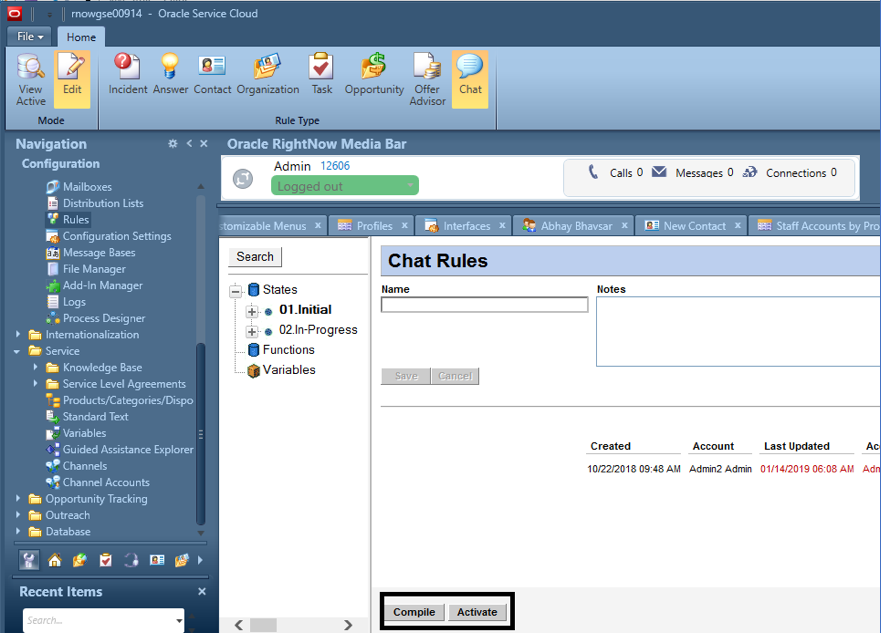 rnowgse00914 - Oracle Service Cloud
File Home
View Active
Edit
Incident Answer Contact Organization Task Opportunity Offer Advisor Chat
Mode Rule Type
Navigation
Configuration
Mailboxes
Distribution Lists
Rules
Configuration Settings
Message Bases
File Manager
Add-In Manager
Logs
Process Designer
Internationalization
Service
Knowledge Base
Service Level Agreements
Products/Categories/Dispo
Standard Text
Variables
Guided Assistance Explorer
Channels
Channel Accounts
Opportunity Tracking
Outreach
Database
Recent Items
Search...
Oracle RightNow Media Bar
Admin 12606
Logged out
Calls 0 Messages 0 Connections 0
stomizable Menus × Profiles × Interfaces × Abhay Bhavsar × New Contact × Staff Accounts by Pro
Search
States
01.Initial
02.In-Progress
Functions
Variables
Chat Rules
Name Notes
Save Cancel
Created Account Last Updated Ac
10/22/2018 09:48 AM Admin2 Admin 01/14/2019 06:08 AM Adm
Compile Activate